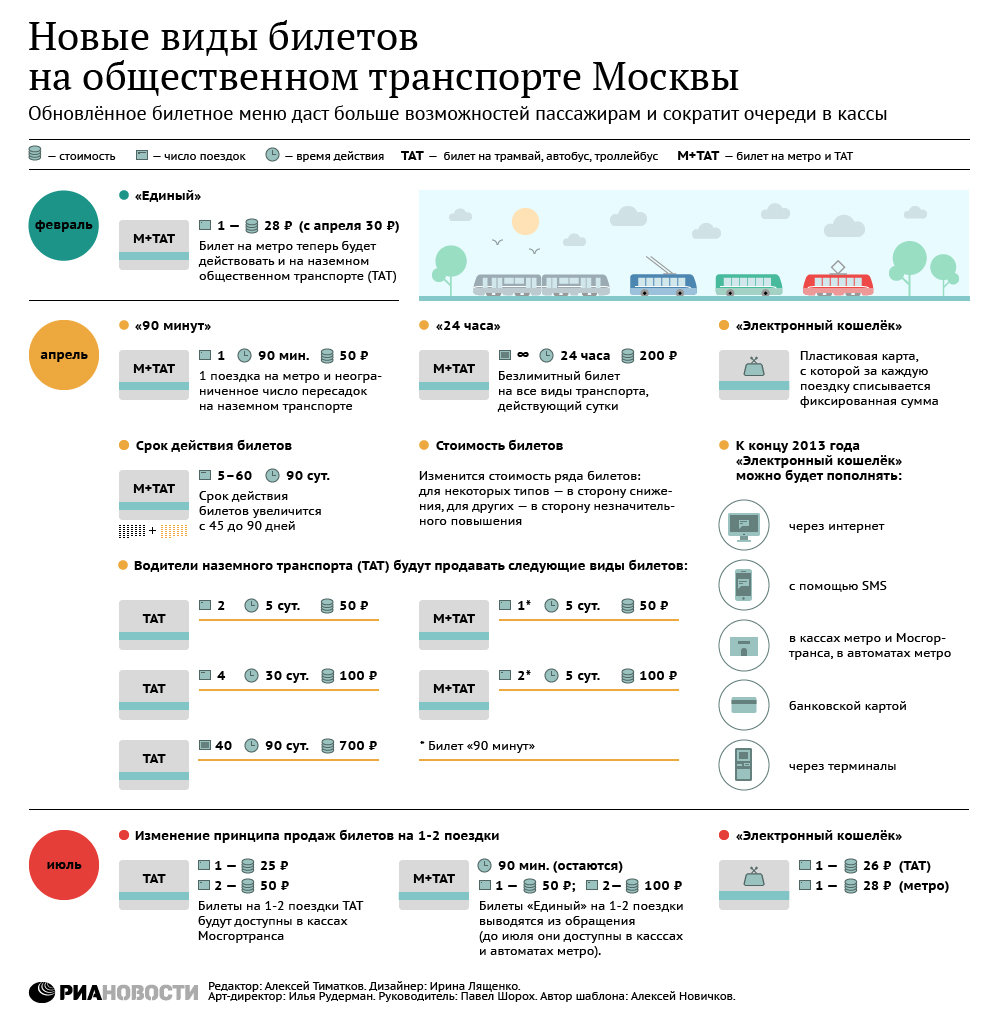 Новые виды билетов
на общественном транспорте Москвы
Обновлённое билетное меню даст больше возможностей пассажирам и сократит очереди в кассы
— стоимость — число поездок — время действия ТАТ — билет на трамвай, автобус, троллейбус М+ТАТ — билет на метро и ТАТ
февраль
«Единый»
М+ТАТ
1 — 28 ₽ (с апреля 30 ₽)
Билет на метро теперь будет
действовать и на наземном
общественном транспорте (ТАТ)
апрель
«90 минут»
М+ТАТ
1 90 мин. 50 ₽
1 поездка на метро и неогра-
ниченное число пересадок
на наземном транспорте
«24 часа»
М+ТАТ
∞ 24 часа 200 ₽
Безлимитный билет
на все виды транспорта,
действующий сутки
«Электронный кошелёк»
Пластиковая карта,
с которой за каждую
поездку списывается
фиксированная сумма
Срок действия билетов
М+ТАТ
5–60 90 сут.
Срок действия
билетов увеличится
с 45 до 90 дней
+
Стоимость билетов
Изменится стоимость ряда билетов:
для некоторых типов — в сторону сниже-
ния, для других — в сторону незначитель-
ного повышения
К концу 2013 года
«Электронный кошелёк»
можно будет пополнять:
через интернет
с помощью SMS
в кассах метро и Мосгор-
транса, в автоматах метро
банковской картой
через терминалы
Водители наземного транспорта (ТАТ) будут продавать следующие виды билетов:
ТАТ
2 5 сут. 50 ₽
М+ТАТ
1* 5 сут. 50 ₽
ТАТ
4 30 сут. 100 ₽
М+ТАТ
2* 5 сут. 100 ₽
ТАТ
40 90 сут. 700 ₽
* Билет «90 минут»
июль
Изменение принципа продаж билетов на 1-2 поездки
ТАТ
1 — 25 ₽
2 — 50 ₽
Билеты на 1-2 поездки ТАТ
будут доступны в кассах
Мосгортранса
М+ТАТ
90 мин. (остаются)
1 — 50 ₽; 2 — 100 ₽
Билеты «Единый» на 1-2 поездки
выводятся из обращения
(до июля они доступны в касссах
и автоматах метро).
«Электронный кошелёк»
1 — 26 ₽ (ТАТ)
1 — 28 ₽ (метро)
РИАНОВОСТИ
Редактор: Алексей Тиматков. Дизайнер: Ирина Лященко.
Арт-директор: Илья Рудерман. Руководитель: Павел Шорох. Автор шаблона: Алексей Новичков.